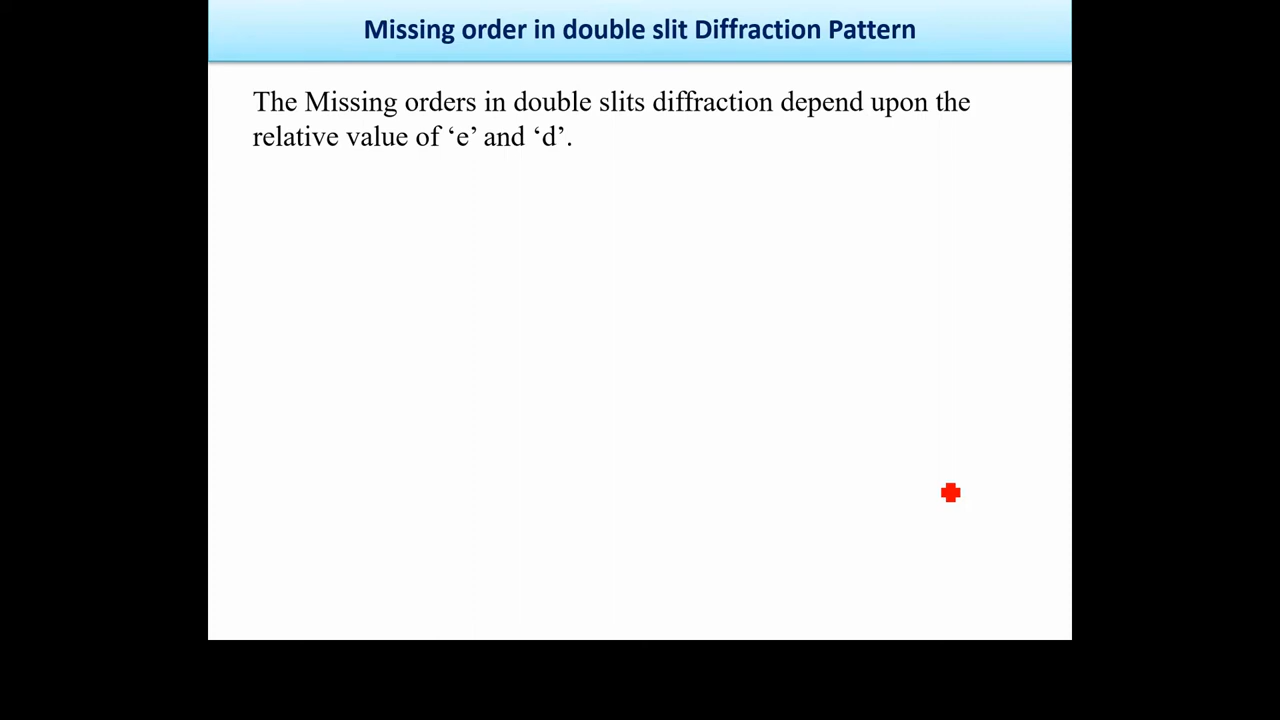 Missing order in double slit Diffraction Pattern
The Missing orders in double slits diffraction depend upon the
relative value of ‘e’ and ‘d’.